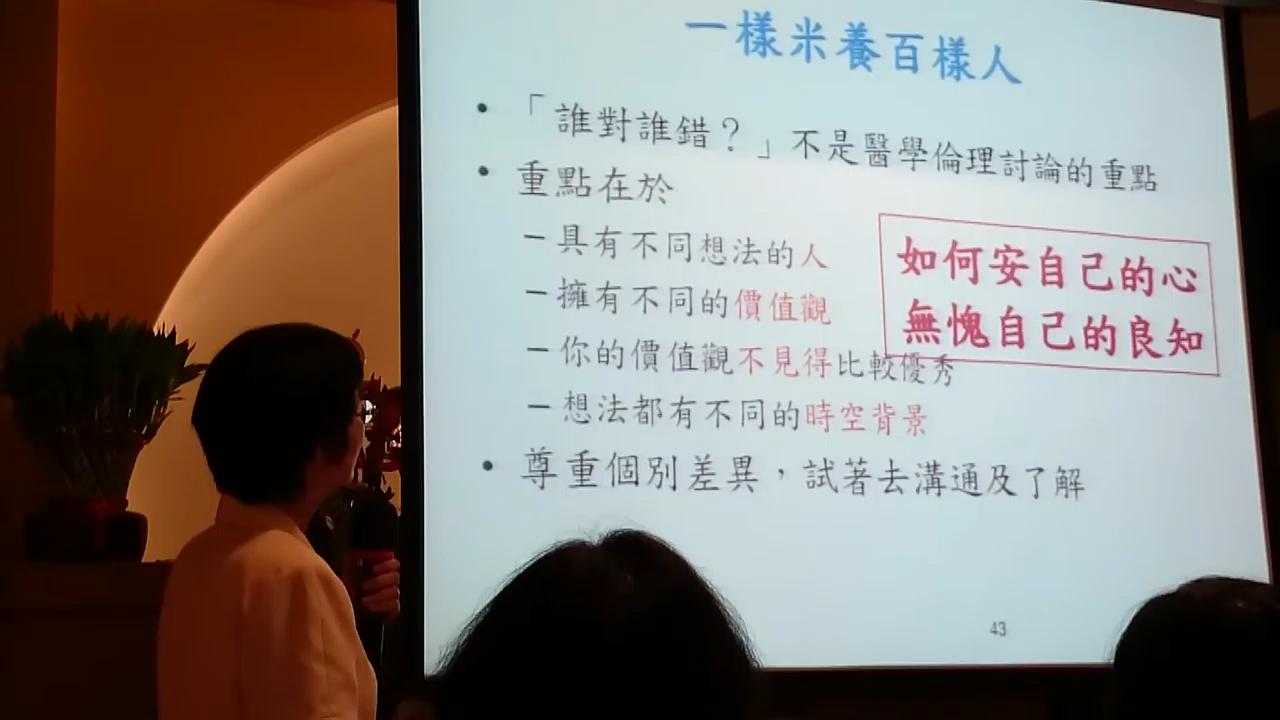 一樣米養百樣人
• 「誰對誰錯？」不是醫學倫理討論的重點
• 重點在於
– 具有不同想法的人
– 擁有不同的價值觀
– 你的價值觀不見得比較優秀
– 想法都有不同的時空背景
• 尊重個別差異，試著去溝通及了解
如何安自己的心
無愧自己的良知
43